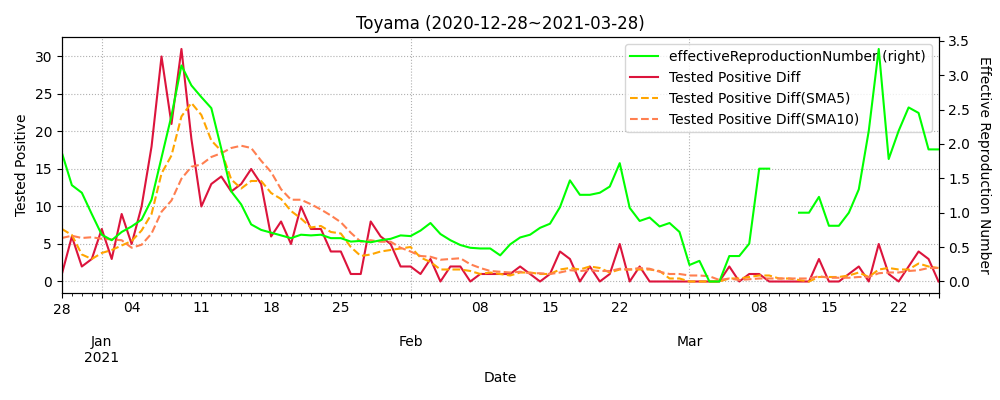 Toyama (2020-12-28~2021-03-28)
effectiveReproductionNumber (right)
Tested Positive Diff
Tested Positive Diff(SMA5)
Tested Positive Diff(SMA10)
Tested Positive
30
25
20
15
10
5
0
Effective Reproduction Number
3.5
3.0
2.5
2.0
1.5
1.0
0.5
0.0
28 04 11 18 25 08 15 22 08 15 22
Jan Feb Mar
2021
Date